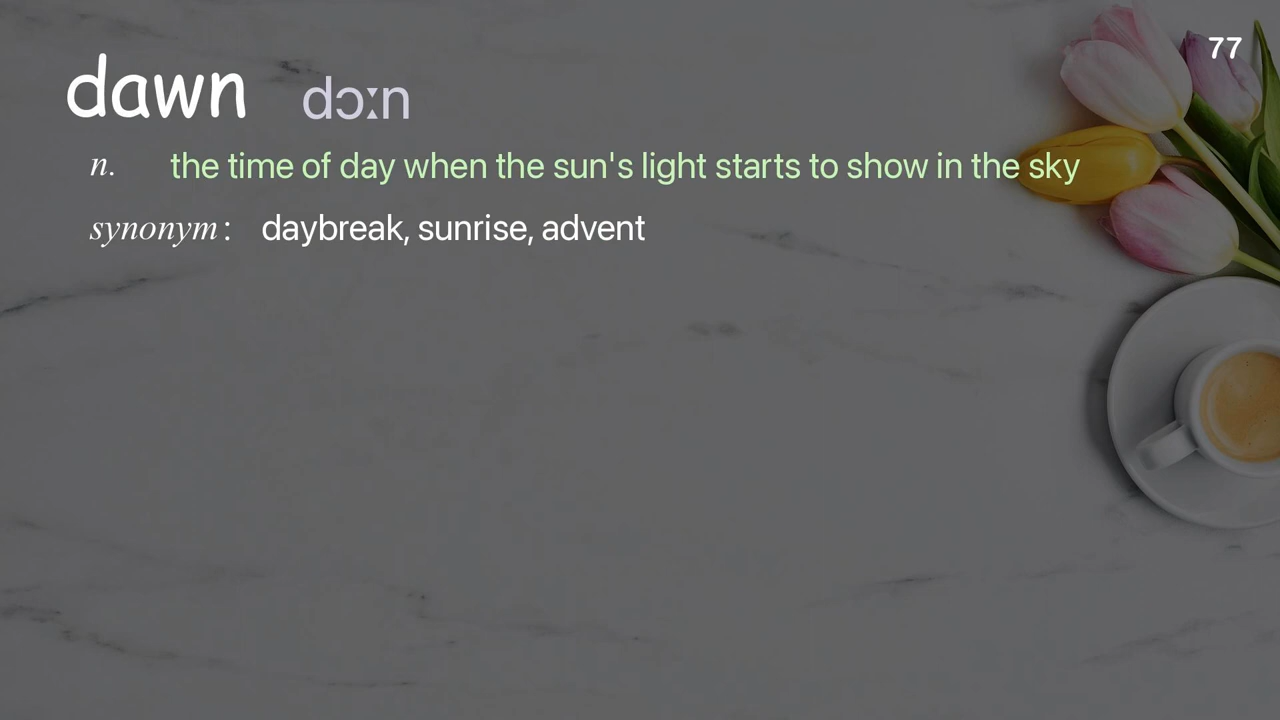 77
dawn dɔːn
n. the time of day when the sun's light starts to show in the sky
synonym: daybreak, sunrise, advent